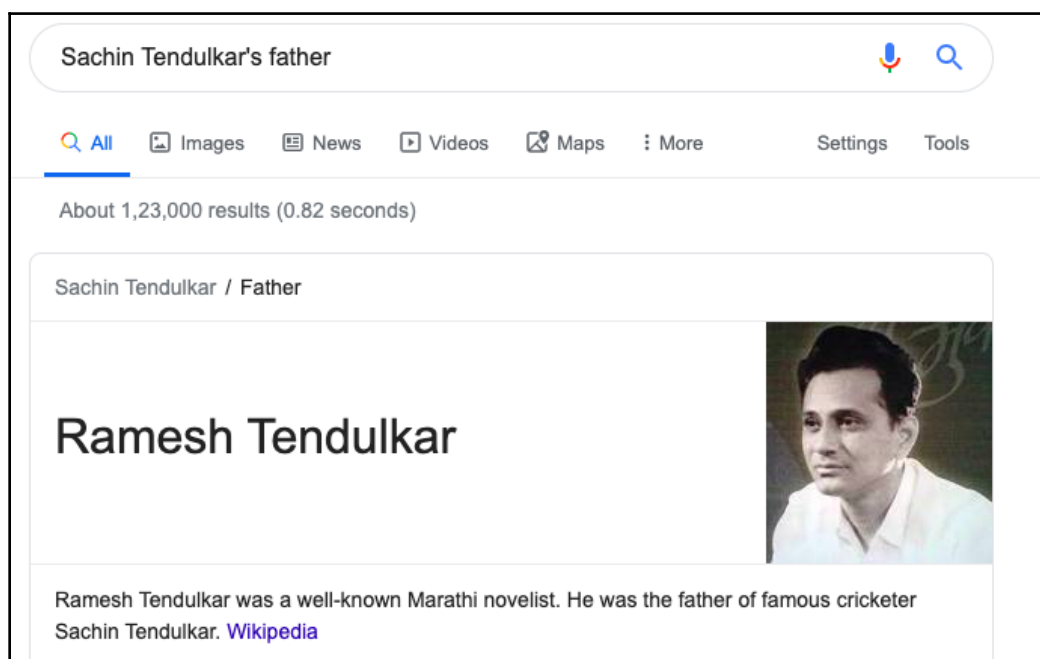 Sachin Tendulkar's father
All Images News Videos Maps More Settings Tools
About 1,23,000 results (0.82 seconds)
Sachin Tendulkar / Father
Ramesh Tendulkar
Ramesh Tendulkar was a well-known Marathi novelist. He was the father of famous cricketer
Sachin Tendulkar. Wikipedia